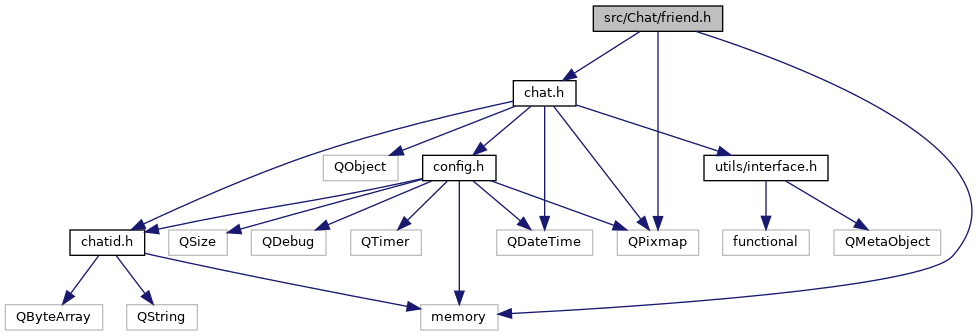 src/Chat/friend.h
chat.h
QObject
config.h
utils/interface.h
chatid.h
QSize
QDebug
QTimer
QDateTime
QPixmap
functional
QMetaObject
QByteArray
QString
memory